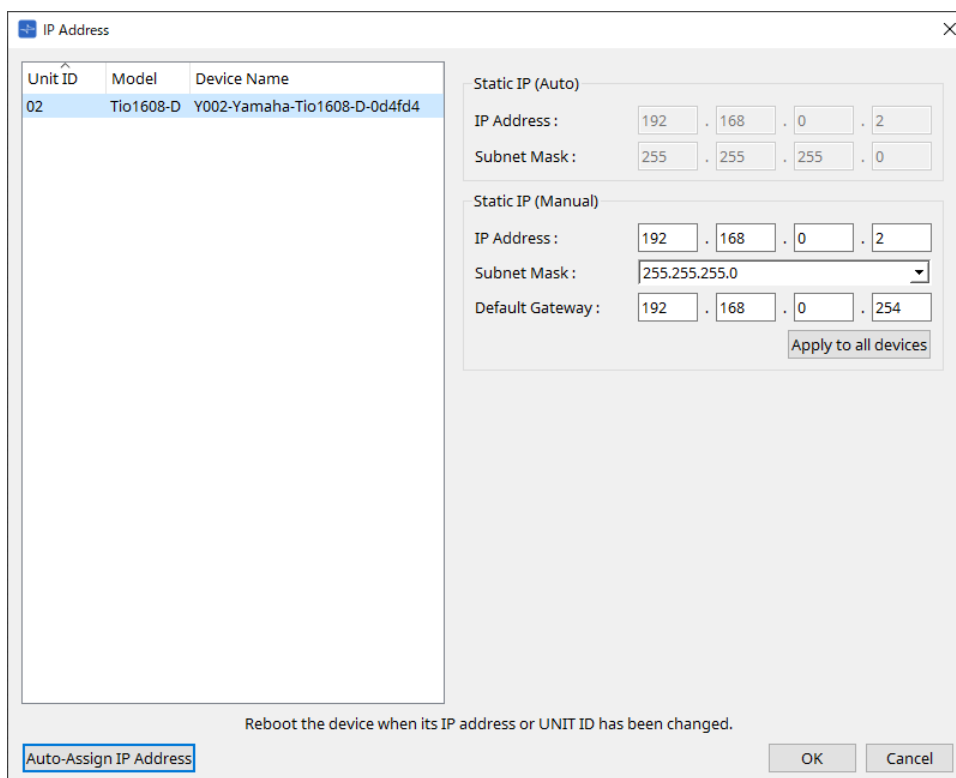 IP Address
Unit ID Model Device Name
02 Tio1608-D Y002-Yamaha-Tio1608-D-0d4fd4
Static IP (Auto)
IP Address : 192 . 168 . 0 . 2
Subnet Mask : 255 . 255 . 255 . 0
Static IP (Manual)
IP Address : 192 . 168 . 0 . 2
Subnet Mask : 255.255.255.0
Default Gateway : 192 . 168 . 0 . 254
Apply to all devices
Reboot the device when its IP address or UNIT ID has been changed.
Auto-Assign IP Address OK Cancel